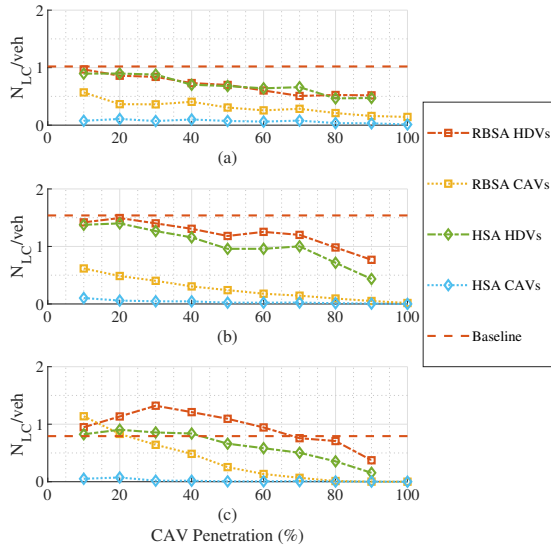 2
1
0
N_LC/veh
20 40 60 80 100
(a)
2
1
0
N_LC/veh
0 20 40 60 80 100
(b)
2
1
0
N_LC/veh
0 20 40 60 80 100
(c)
CAV Penetration (%)
RBSA HDVs
RBSA CAVs
HSA HDVs
HSA CAVs
Baseline